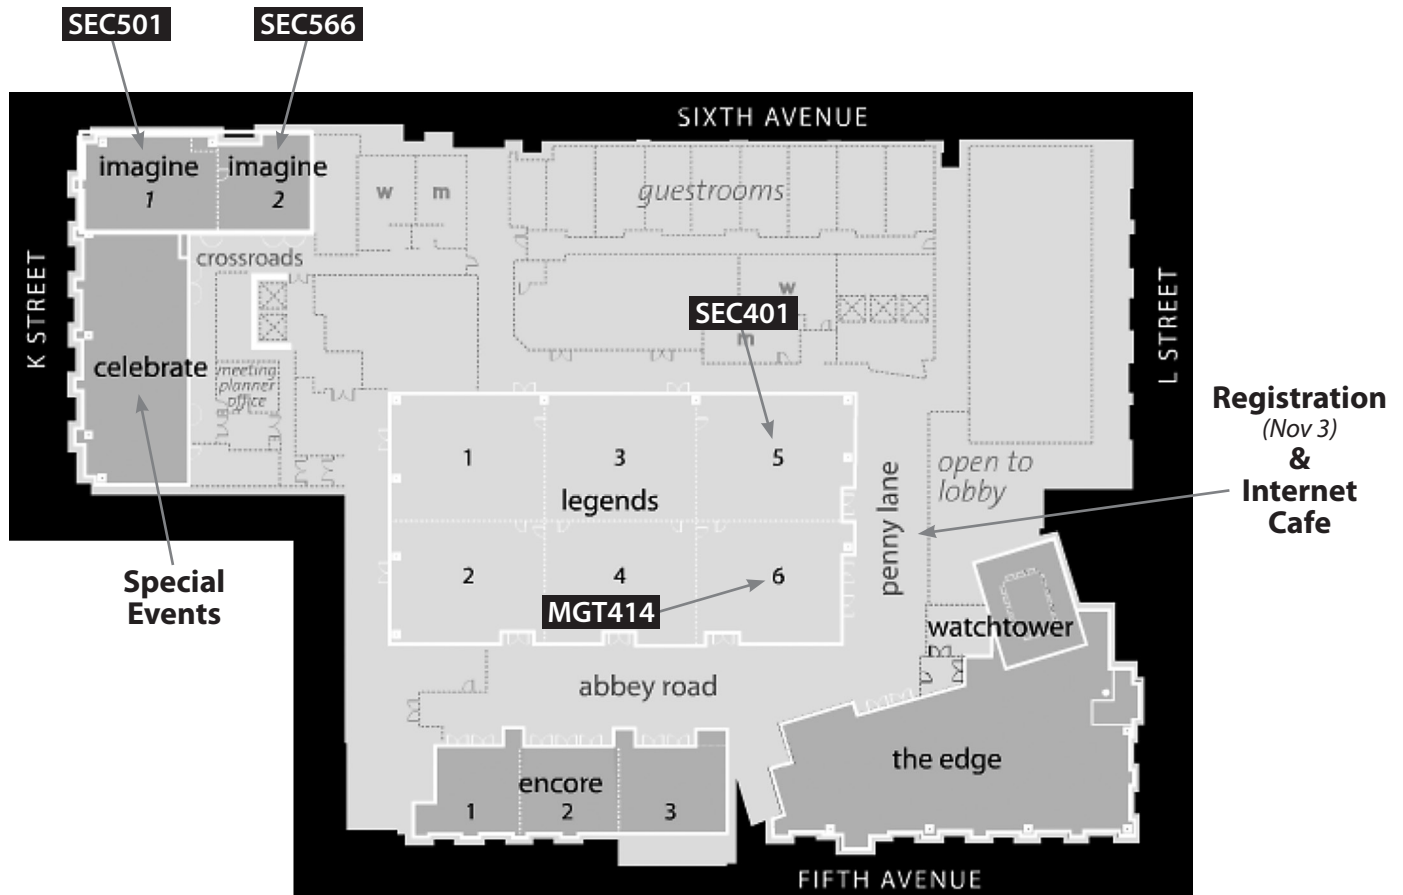 SEC501
SEC566
SIXTH AVENUE
imagine
1
imagine
2
w
m
guestrooms
K STREET
crossroads
celebrate
meeting
planner
office
w
SEC401
m
L STREET
Registration
(Nov 3)
&
Internet
Cafe
1
3
5
legends
2
4
6
MGT414
penny lane
open to
lobby
Special
Events
watchtower
abbey road
the edge
encore
1
2
3
FIFTH AVENUE